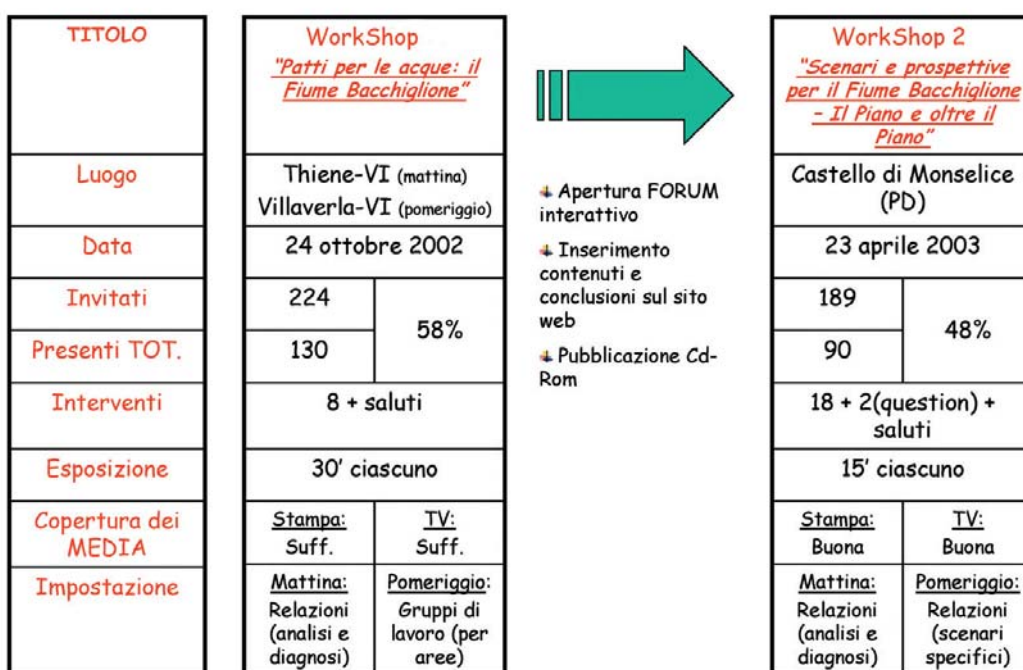 TITOLO
WorkShop
"Patti per le acque: il
Fiume Bacchiglione"
WorkShop 2
"Scenari e prospettive
per il Fiume Bacchiglione
– Il Piano e oltre il
Piano"
Luogo
Thiene-VI (mattina)
Villaverla-VI (pomeriggio)
Castello di Monselice
(PD)
Data
24 ottobre 2002
23 aprile 2003
Invitati
224
58%
189
48%
Presenti TOT.
130
90
Interventi
8 + saluti
18 + 2(question) +
saluti
Esposizione
30' ciascuno
15' ciascuno
Copertura dei
MEDIA
Stampa:
Suff.
TV:
Suff.
Stampa:
Buona
TV:
Buona
Impostazione
Mattina:
Relazioni
(analisi e
diagnosi)
Pomeriggio:
Gruppi di
lavoro (per
aree)
Mattina:
Relazioni
(analisi e
diagnosi)
Pomeriggio:
Relazioni
(scenari
specifici)
Apertura FORUM
interattivo
Inserimento
contenuti e
conclusioni sul sito
web
Pubblicazione Cd-
Rom